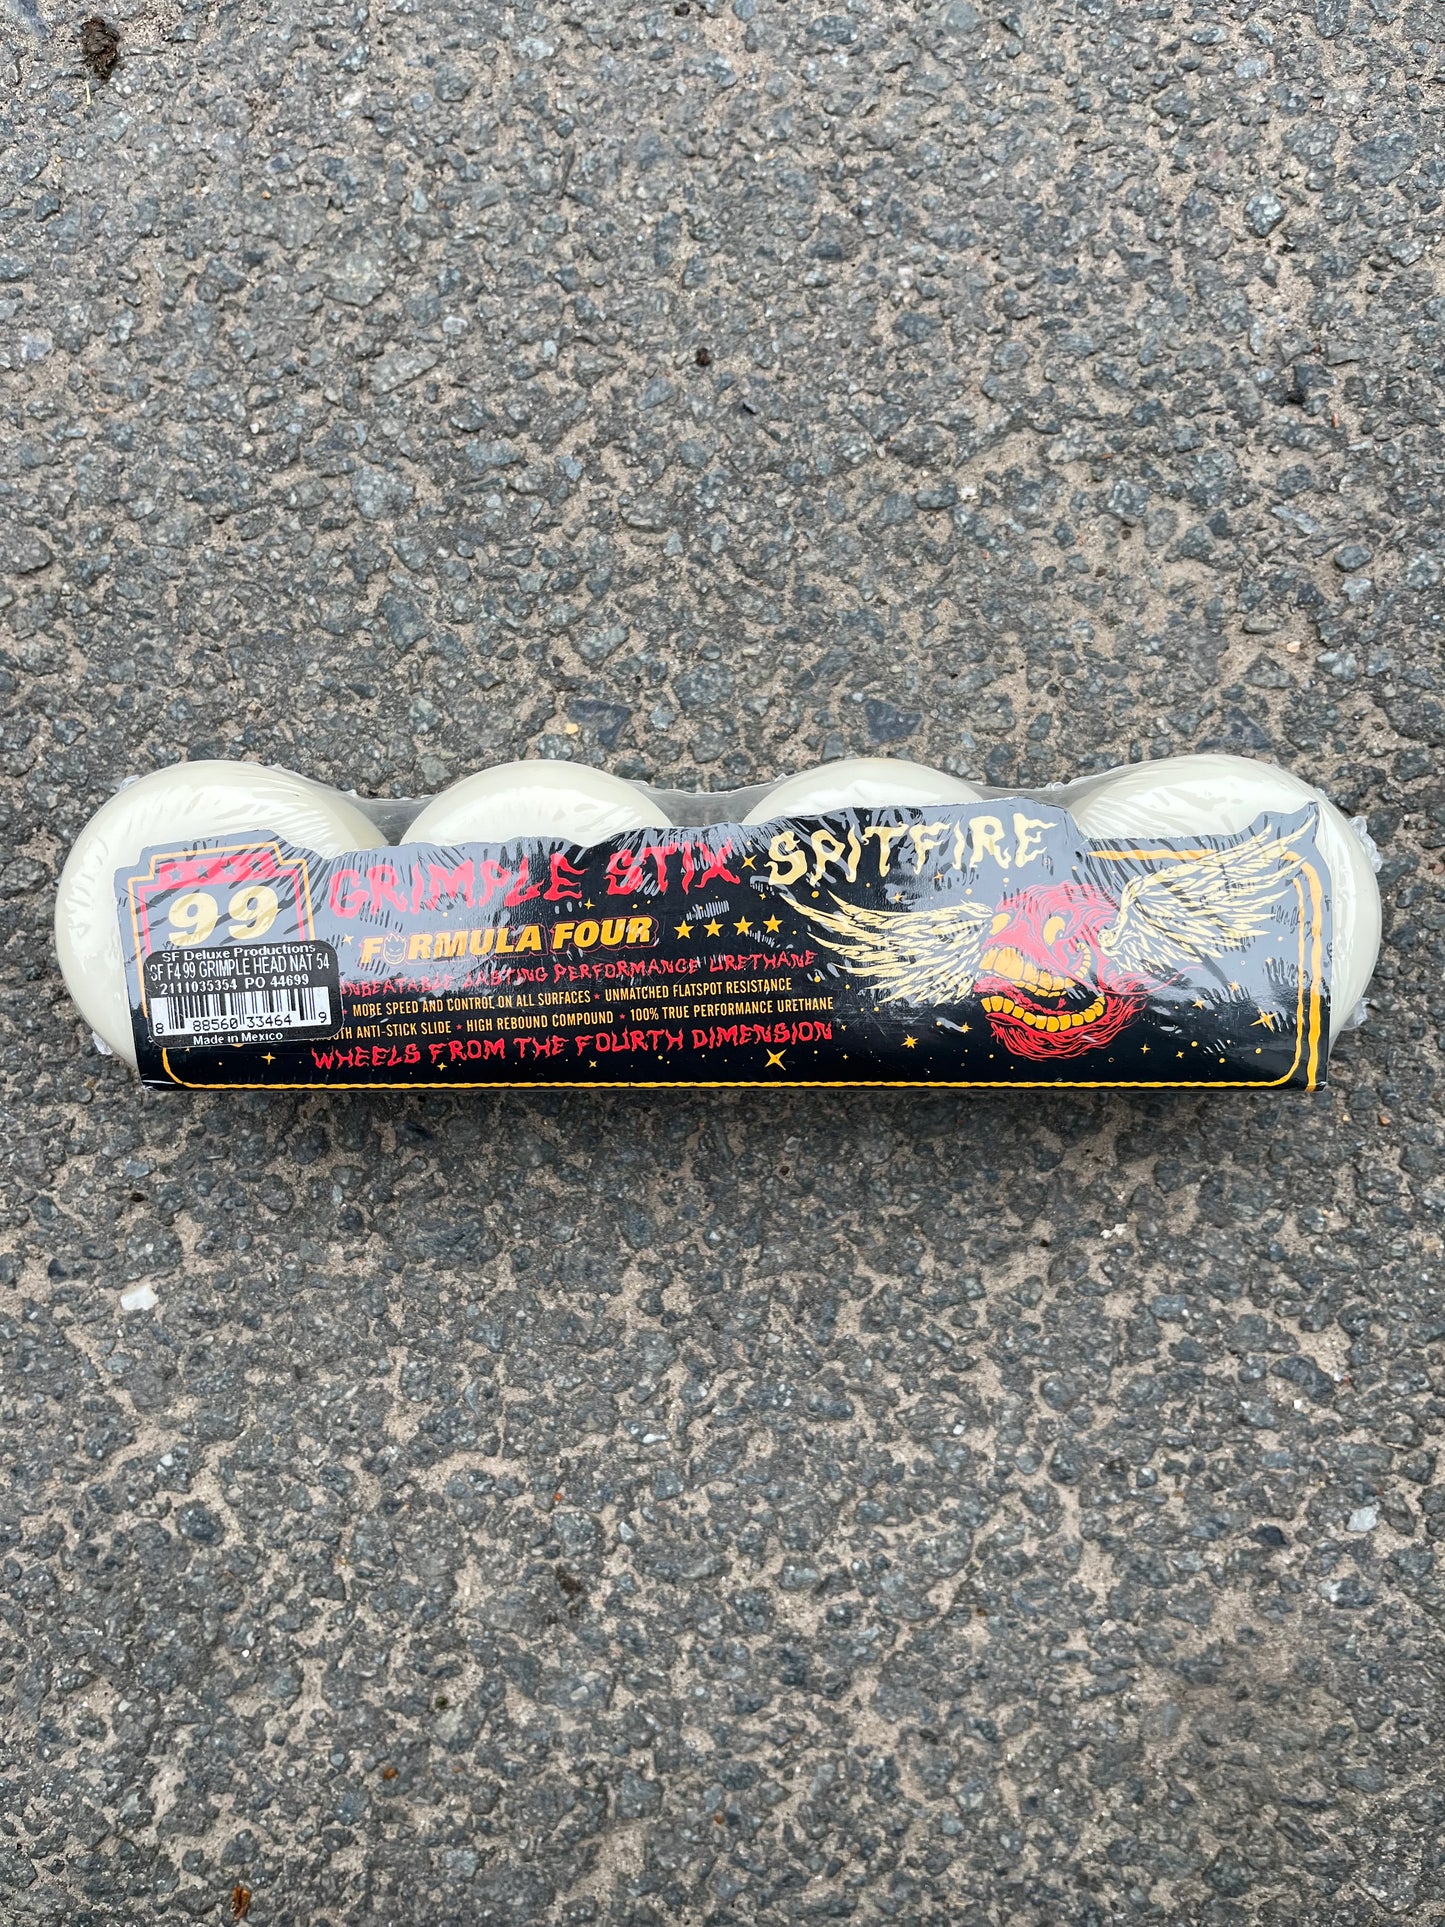 99
GRIMPLE STIX SPITFIRE
FORMULA FOUR
LASTING PERFORMANCE URETHANE
MORE SPEED AND CONTROL ON ALL SURFACES ★ UNMATCHED FLATSPOT RESISTANCE
ANTI-STICK SLIDE ★ HIGH REBOUND COMPOUND ★ 100% TRUE PERFORMANCE URETHANE
WHEELS FROM THE FOURTH DIMENSION
SF Deluxe Productions
SF F4 99 GRIMPLE HEAD NAT 54
2111035354 PO 44699
8 88560 33464 9
Made in Mexico